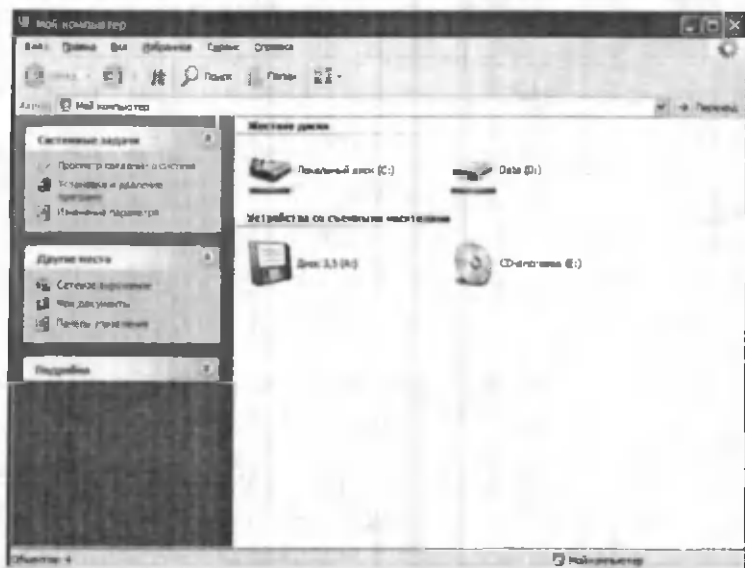 Мой компьютер
Файл Правка Вид Избранное Сервис Справка
Поиск Папки
Мой компьютер Переход
Системные задачи
Просмотр сведений о системе
Установка и удаление программ
Изменение параметра
Другие места
Сетевое окружение
Мои документы
Панель управления
Подробно
Жесткие диски
Локальный диск (C:)
Data (D:)
Устройства со съемными носителями
Диск 3,5 (A:)
CD-дисковод (E:)
Объектов: 4
Мой компьютер